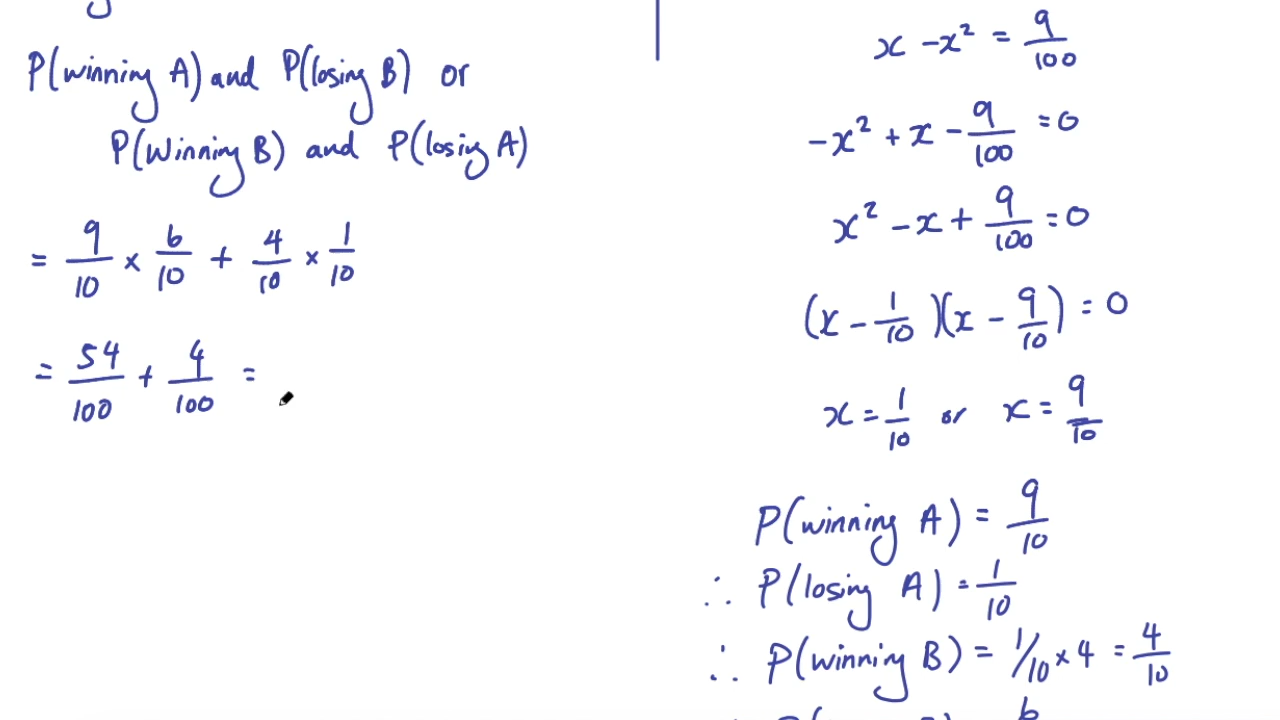 P(winning A) and P(losing B) or
P(Winning B) and P(losig A)
= 9/10 × 6/10 + 4/10 × 1/10
= 54/100 + 4/100 =
x - x² = 9/100
-x² + x - 9/100 = 0
x² - x + 9/100 = 0
(x - 1/10)(x - 9/10) = 0
x = 1/10 or x = 9/10
P(winning A) = 9/10
∴ P(losing A) = 1/10
∴ P(winning B) = 1/10 × 4 = 4/10